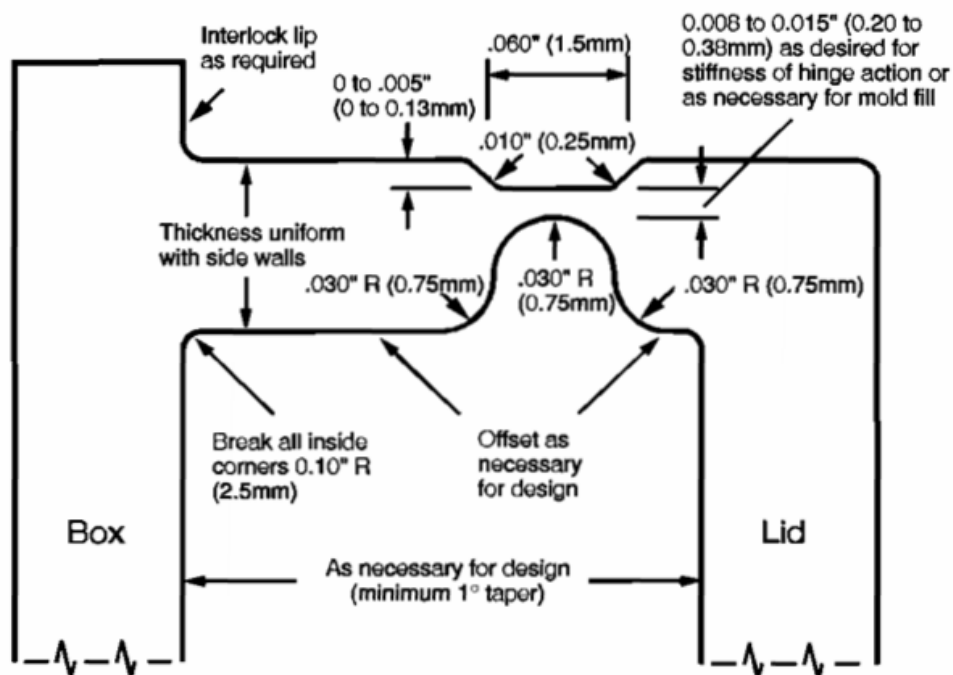 Interlock lip
as required
0 to .005"
(0 to 0.13mm)
.060" (1.5mm)
0.008 to 0.015" (0.20 to
0.38mm) as desired for
stiffness of hinge action or
as necessary for mold fill
.010" (0.25mm)
Thickness uniform
with side walls
.030" R (0.75mm)
.030" R
(0.75mm)
.030" R (0.75mm)
Break all inside
corners 0.10" R
(2.5mm)
Offset as
necessary
for design
Box
Lid
As necessary for design
(minimum 1° taper)